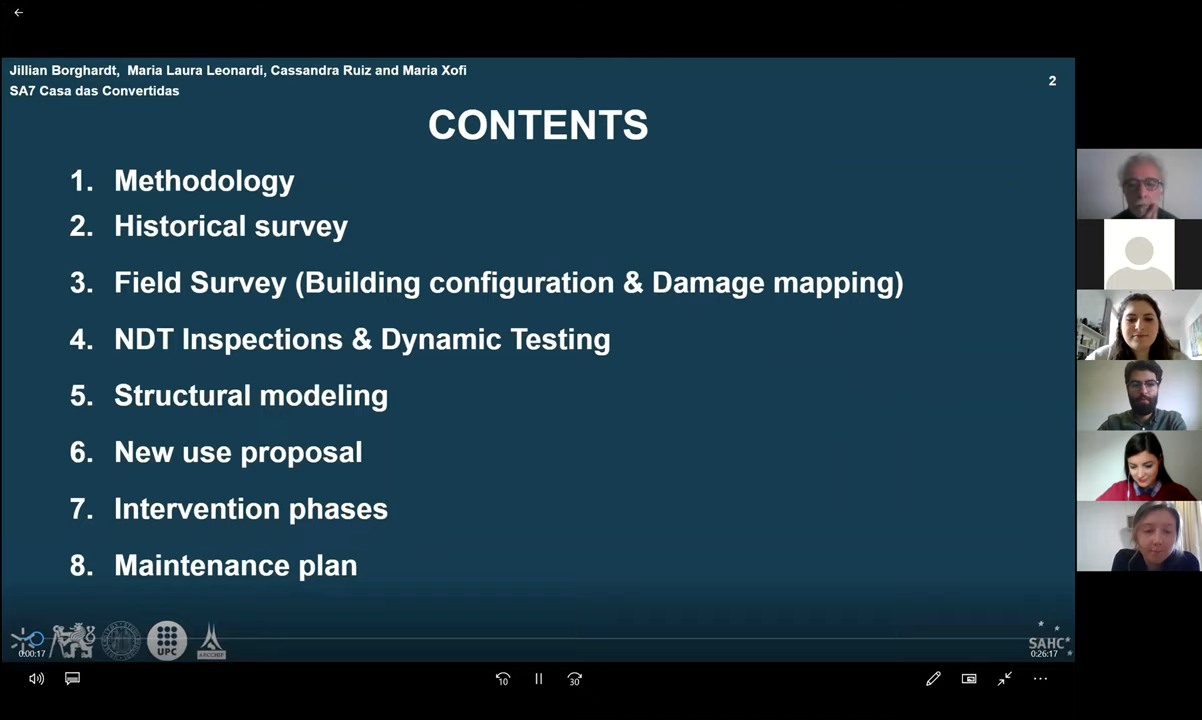 Jillian Borghardt, Maria Laura Leonardi, Cassandra Ruiz and Maria Xofi
SA7 Casa das Convertidas
2
CONTENTS
1. Methodology
2. Historical survey
3. Field Survey (Building configuration & Damage mapping)
4. NDT Inspections & Dynamic Testing
5. Structural modeling
6. New use proposal
7. Intervention phases
8. Maintenance plan
UPC
SAHC
0:00:17
0:26:17
10
30